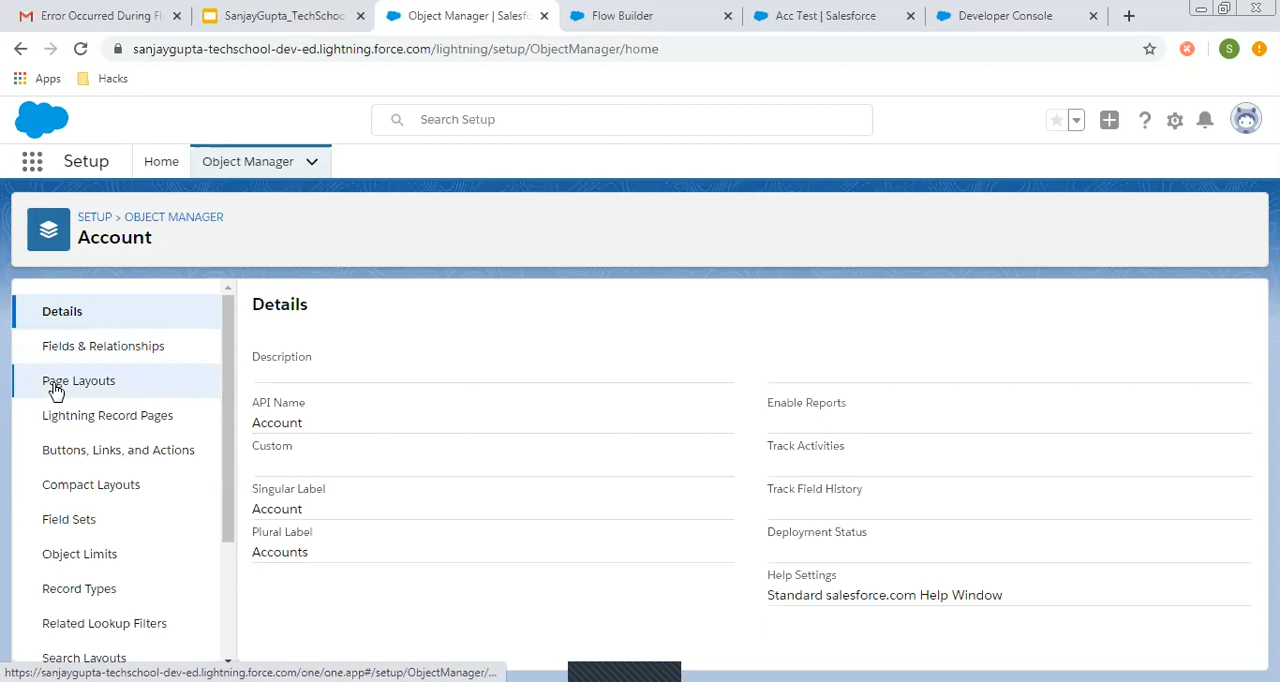 Error Occurred During Fl
SanjayGupta_TechSchoo
Object Manager | Salesf
Flow Builder
Acc Test | Salesforce
Developer Console
sanjaygupta-techschool-dev-ed.lightning.force.com/lightning/setup/ObjectManager/home
S
Apps
Hacks
Search Setup
Setup
Home
Object Manager
SETUP > OBJECT MANAGER
Account
Details
Fields & Relationships
Page Layouts
Lightning Record Pages
Buttons, Links, and Actions
Compact Layouts
Field Sets
Object Limits
Record Types
Related Lookup Filters
Search Layouts
Details
Description
API Name
Account
Custom
Singular Label
Account
Plural Label
Accounts
Enable Reports
Track Activities
Track Field History
Deployment Status
Help Settings
Standard salesforce.com Help Window
https://sanjaygupta-techschool-dev-ed.lightning.force.com/one/one.app#/setup/ObjectManager/...